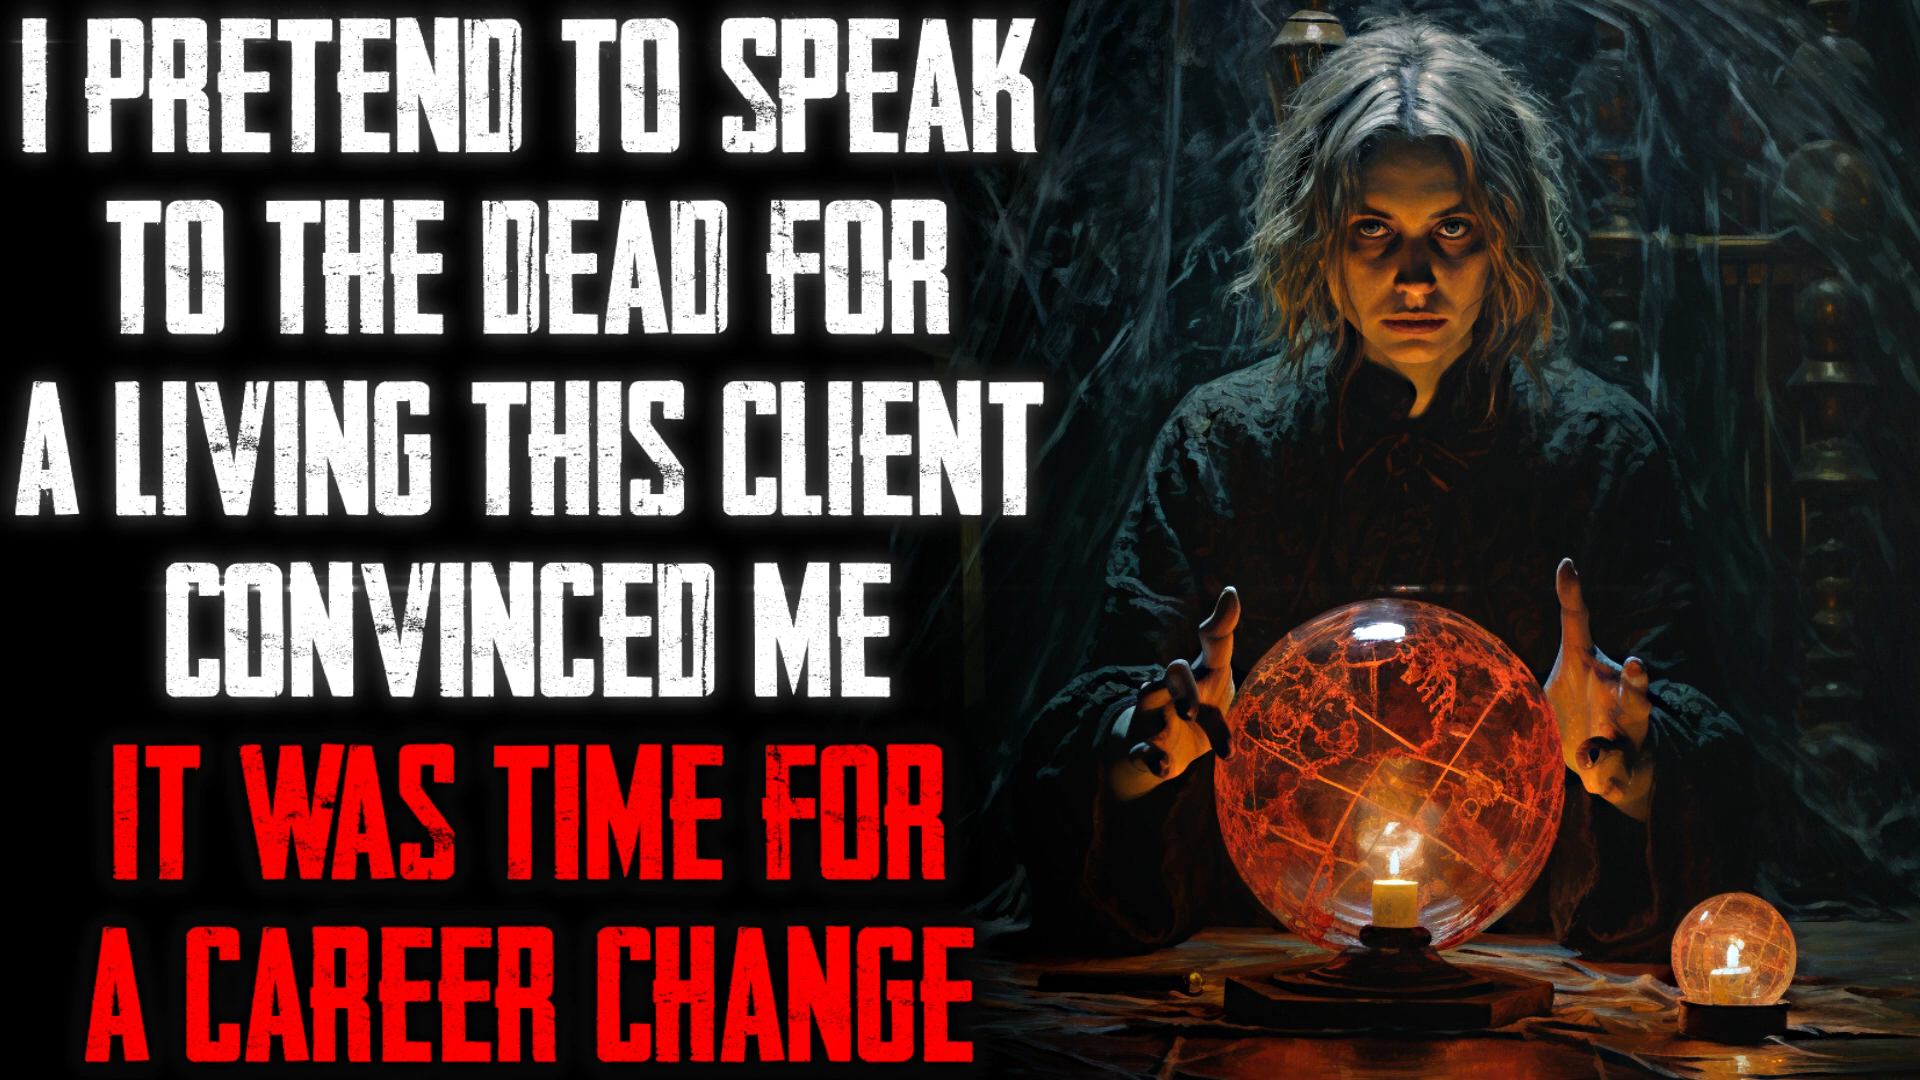 I PRETEND TO SPEAK
TO THE DEAD FOR
A LIVING THIS CLIENT
CONVINCED ME
IT WAS TIME FOR
A CAREER CHANGE